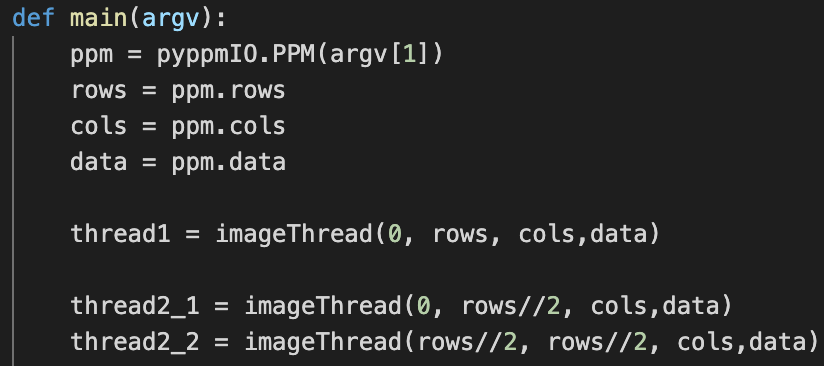 def main(argv):
    ppm = pyppmIO.PPM(argv[1])
    rows = ppm.rows
    cols = ppm.cols
    data = ppm.data

    thread1 = imageThread(0, rows, cols,data)

    thread2_1 = imageThread(0, rows//2, cols,data)
    thread2_2 = imageThread(rows//2, rows//2, cols,data)